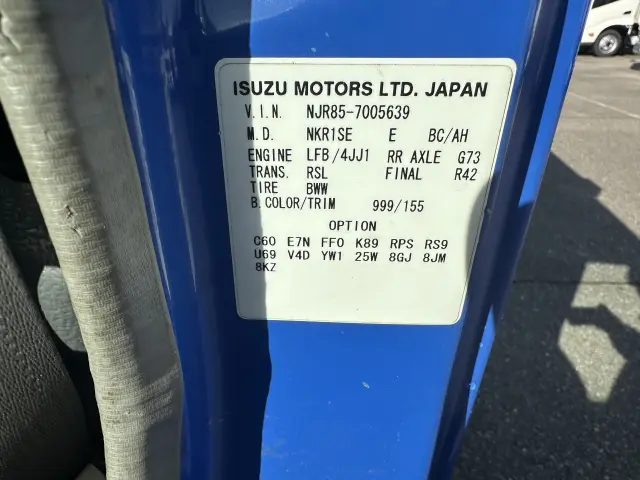 ISUZU MOTORS LTD. JAPAN
V.I.N. NJR85-7005639
M.D. NKR1SE E BC/AH
ENGINE LFB/4JJ1 RR AXLE G73
TRANS. RSL FINAL R42
TIRE BWW
B.COLOR/TRIM 999/155
OPTION
C60 E7N FF0 K89 RPS RS9
U69 V4D YW1 25W 8GJ 8JM
8KZ